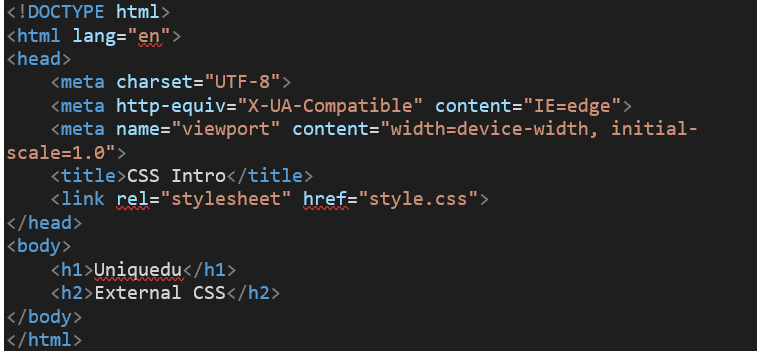 <!DOCTYPE html>
<html lang="en">
<head>
    <meta charset="UTF-8">
    <meta http-equiv="X-UA-Compatible" content="IE=edge">
    <meta name="viewport" content="width=device-width, initial-
scale=1.0">
    <title>CSS Intro</title>
    <link rel="stylesheet" href="style.css">
</head>
<body>
    <h1>Uniquedu</h1>
    <h2>External CSS</h2>
</body>
</html>